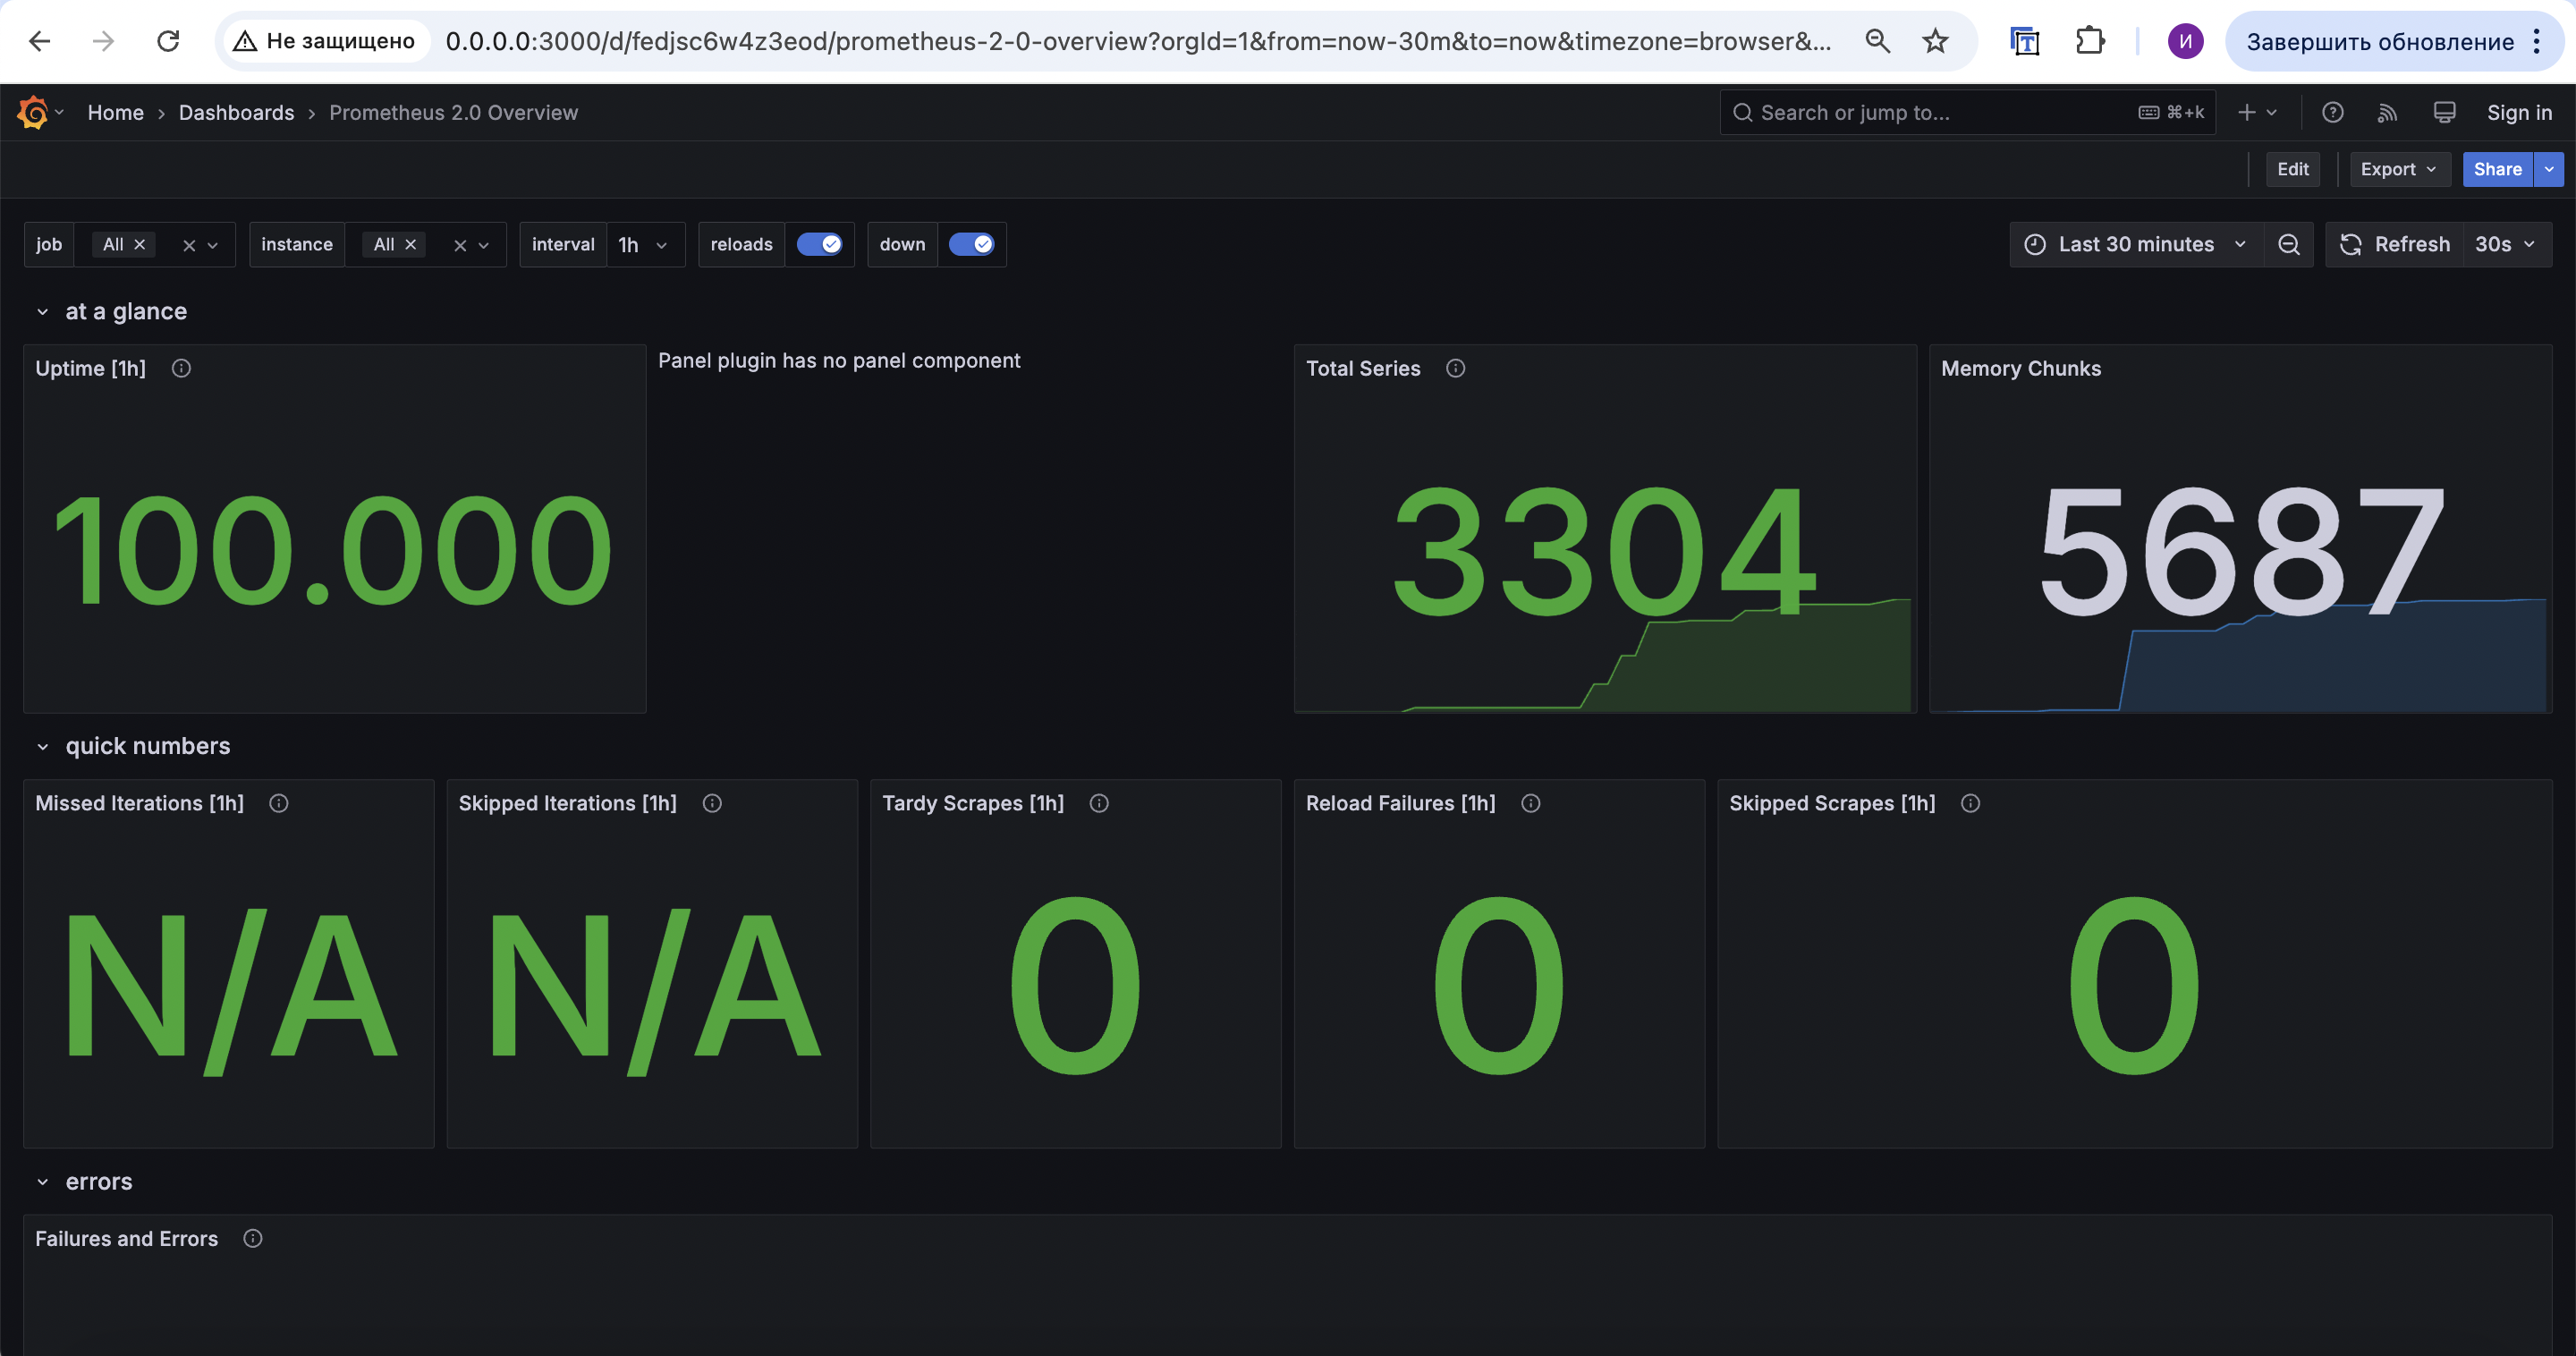 Не защищено
0.0.0.0:3000/d/fedjsc6w4z3eod/prometheus-2-0-overview?orgId=1&from=now-30m&to=now&timezone=browser&...
И
Завершить обновление
Home › Dashboards › Prometheus 2.0 Overview
Search or jump to...
⌘+k
Sign in
Edit
Export
Share
job
All
instance
All
interval
1h
reloads
down
Last 30 minutes
Refresh
30s
at a glance
Uptime [1h]
Panel plugin has no panel component
Total Series
Memory Chunks
100.000
3304
5687
quick numbers
Missed Iterations [1h]
Skipped Iterations [1h]
Tardy Scrapes [1h]
Reload Failures [1h]
Skipped Scrapes [1h]
N/A
N/A
0
0
0
errors
Failures and Errors